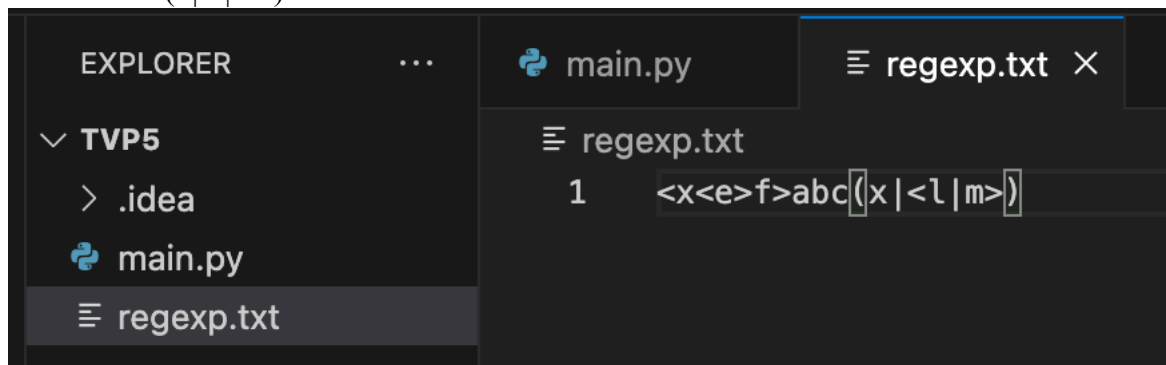 EXPLORER ...
main.py
regexp.txt
TVP5
regexp.txt
.idea
1 <x<e>f>abc(x|<l|m>)
main.py
regexp.txt